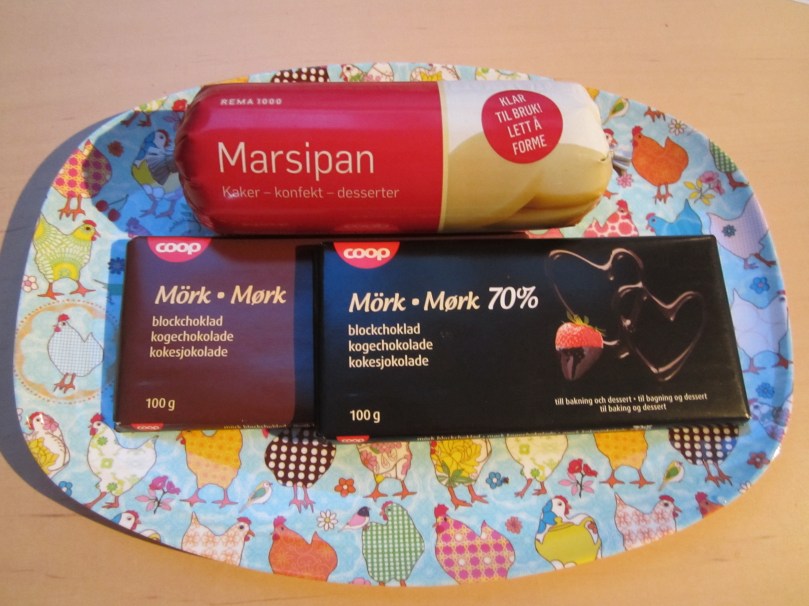 REMA 1000
Marsipan
Kaker – konfekt – desserter
KLAR
TIL BRUK!
LETT Å
FORME
coop
Mörk • Mørk
blockchoklad
kogechokolade
kokesjokolade
100 g
coop
coop
Mörk • Mørk 70%
blockchoklad
kogechokolade
kokesjokolade
100 g
till bakning och dessert • til bagning og dessert
til baking og dessert
coop